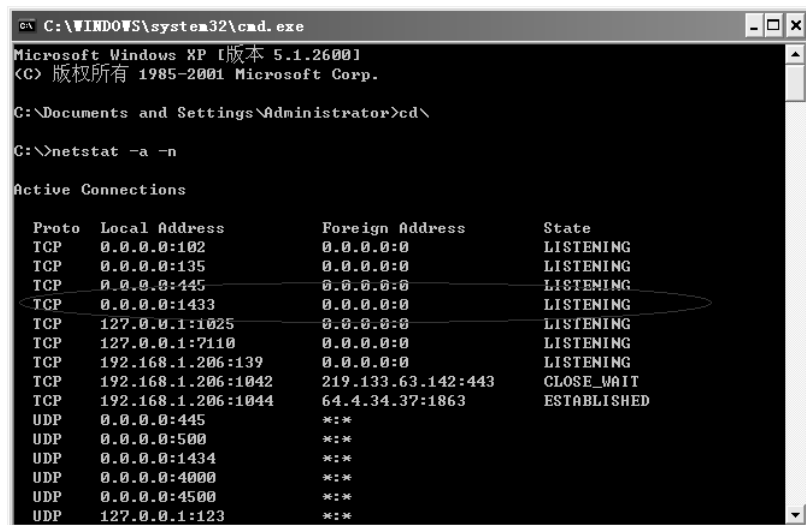 C:\WINDOWS\system32\cmd.exe
Microsoft Windows XP [版本 5.1.2600]
(C) 版权所有 1985-2001 Microsoft Corp.
C:\Documents and Settings\Administrator>cd\
C:\>netstat -a -n
Active Connections
Proto  Local Address          Foreign Address        State
TCP    0.0.0.0:102            0.0.0.0:0              LISTENING
TCP    0.0.0.0:135            0.0.0.0:0              LISTENING
TCP    0.0.0.0:445            0.0.0.0:0              LISTENING
TCP    0.0.0.0:1433           0.0.0.0:0              LISTENING
TCP    127.0.0.1:1025         0.0.0.0:0              LISTENING
TCP    127.0.0.1:7110         0.0.0.0:0              LISTENING
TCP    192.168.1.206:139      0.0.0.0:0              LISTENING
TCP    192.168.1.206:1042     219.133.63.142:443     CLOSE_WAIT
TCP    192.168.1.206:1044     64.4.34.37:1863        ESTABLISHED
UDP    0.0.0.0:445            *:*
UDP    0.0.0.0:500            *:*
UDP    0.0.0.0:1434           *:*
UDP    0.0.0.0:4000           *:*
UDP    0.0.0.0:4500           *:*
UDP    127.0.0.1:123          *:*